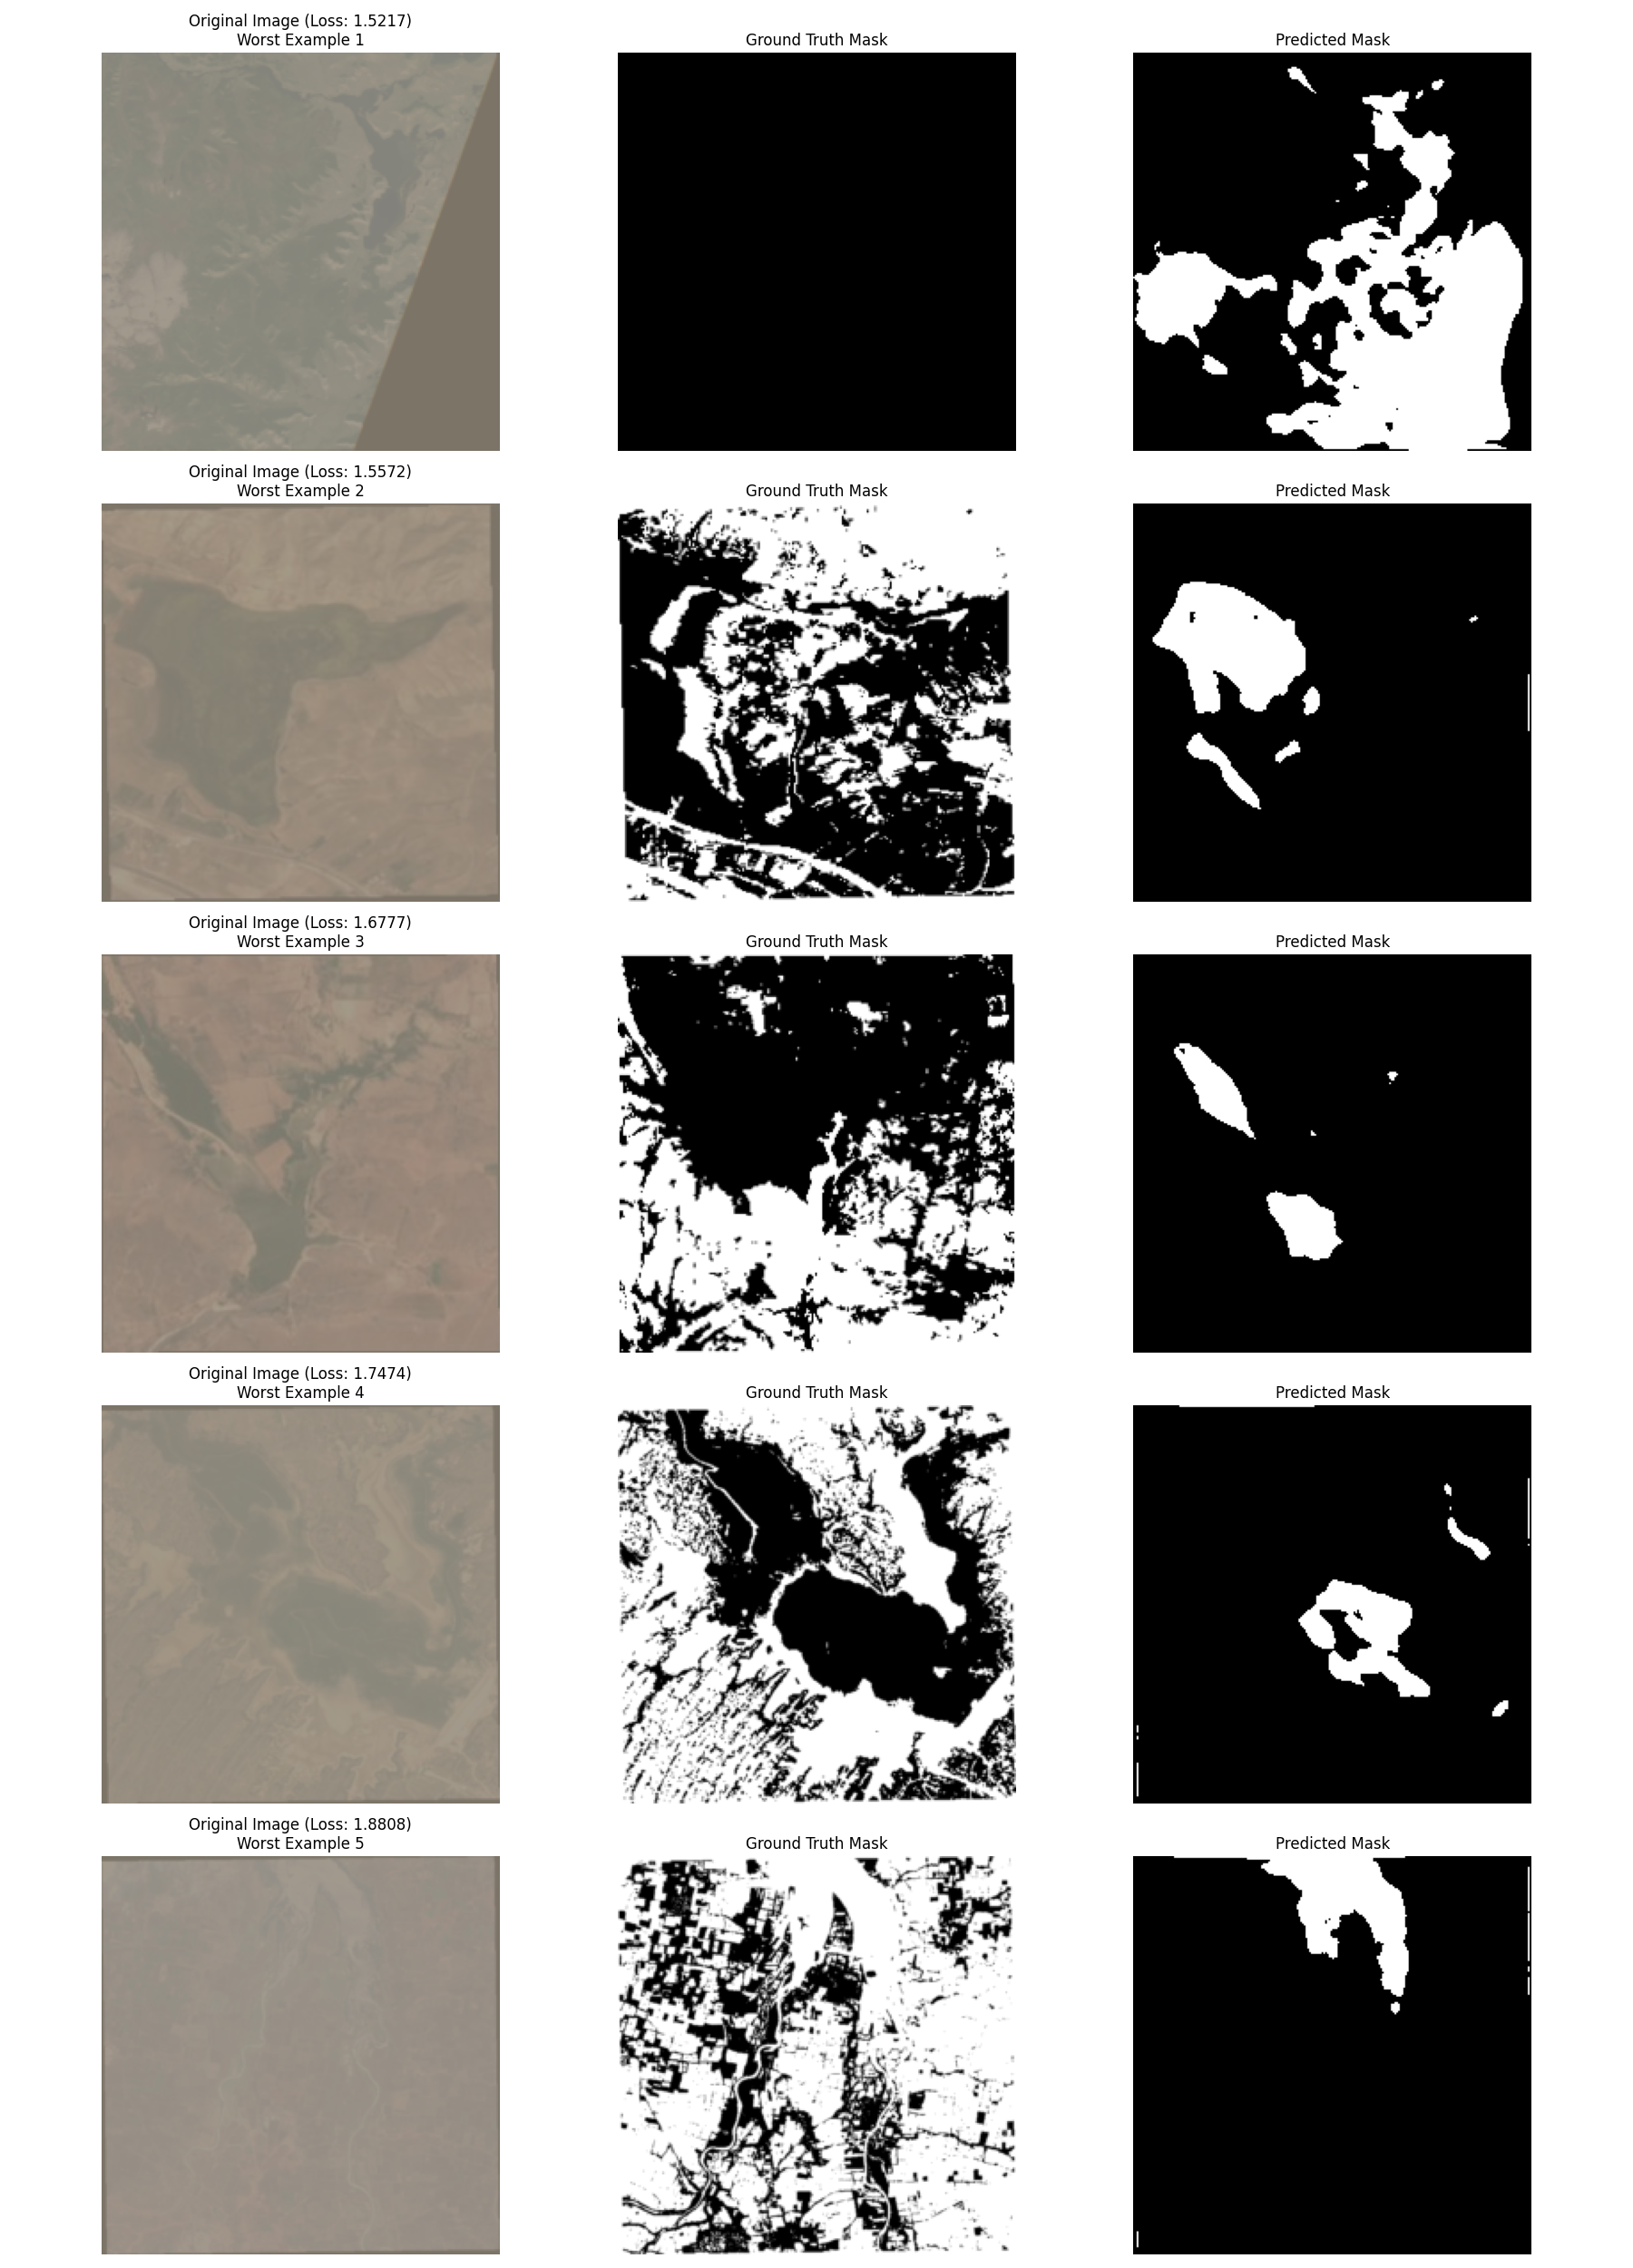 Original Image (Loss: 1.5217)
Worst Example 1
Ground Truth Mask
Predicted Mask
Original Image (Loss: 1.5572)
Worst Example 2
Ground Truth Mask
Predicted Mask
Original Image (Loss: 1.6777)
Worst Example 3
Ground Truth Mask
Predicted Mask
Original Image (Loss: 1.7474)
Worst Example 4
Ground Truth Mask
Predicted Mask
Original Image (Loss: 1.8808)
Worst Example 5
Ground Truth Mask
Predicted Mask